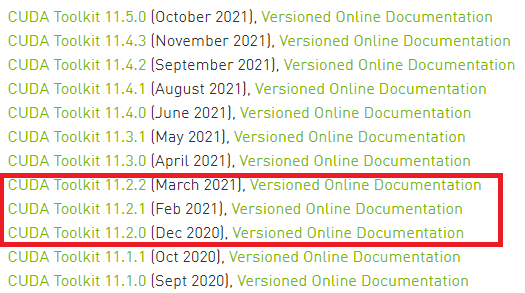 CUDA Toolkit 11.5.0 (October 2021), Versioned Online Documentation
CUDA Toolkit 11.4.3 (November 2021), Versioned Online Documentation
CUDA Toolkit 11.4.2 (September 2021), Versioned Online Documentation
CUDA Toolkit 11.4.1 (August 2021), Versioned Online Documentation
CUDA Toolkit 11.4.0 (June 2021), Versioned Online Documentation
CUDA Toolkit 11.3.1 (May 2021), Versioned Online Documentation
CUDA Toolkit 11.3.0 (April 2021), Versioned Online Documentation
CUDA Toolkit 11.2.2 (March 2021), Versioned Online Documentation
CUDA Toolkit 11.2.1 (Feb 2021), Versioned Online Documentation
CUDA Toolkit 11.2.0 (Dec 2020), Versioned Online Documentation
CUDA Toolkit 11.1.1 (Oct 2020), Versioned Online Documentation
CUDA Toolkit 11.1.0 (Sept 2020), Versioned Online Documentation